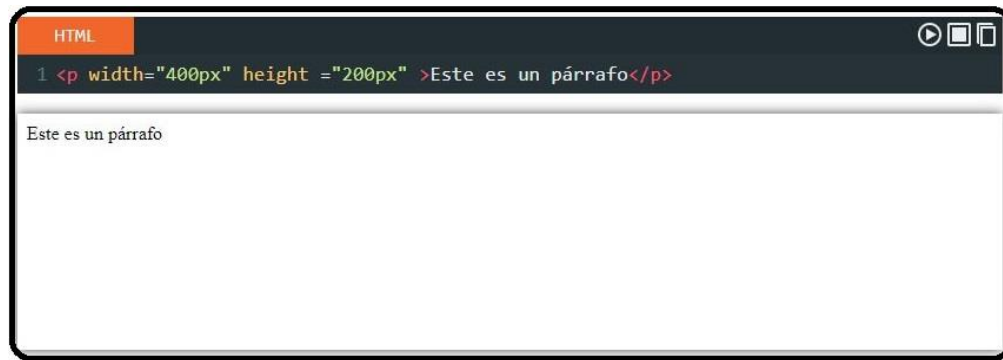 HTML
1 <p width="400px" height ="200px" >Este es un párrafo</p>
Este es un párrafo